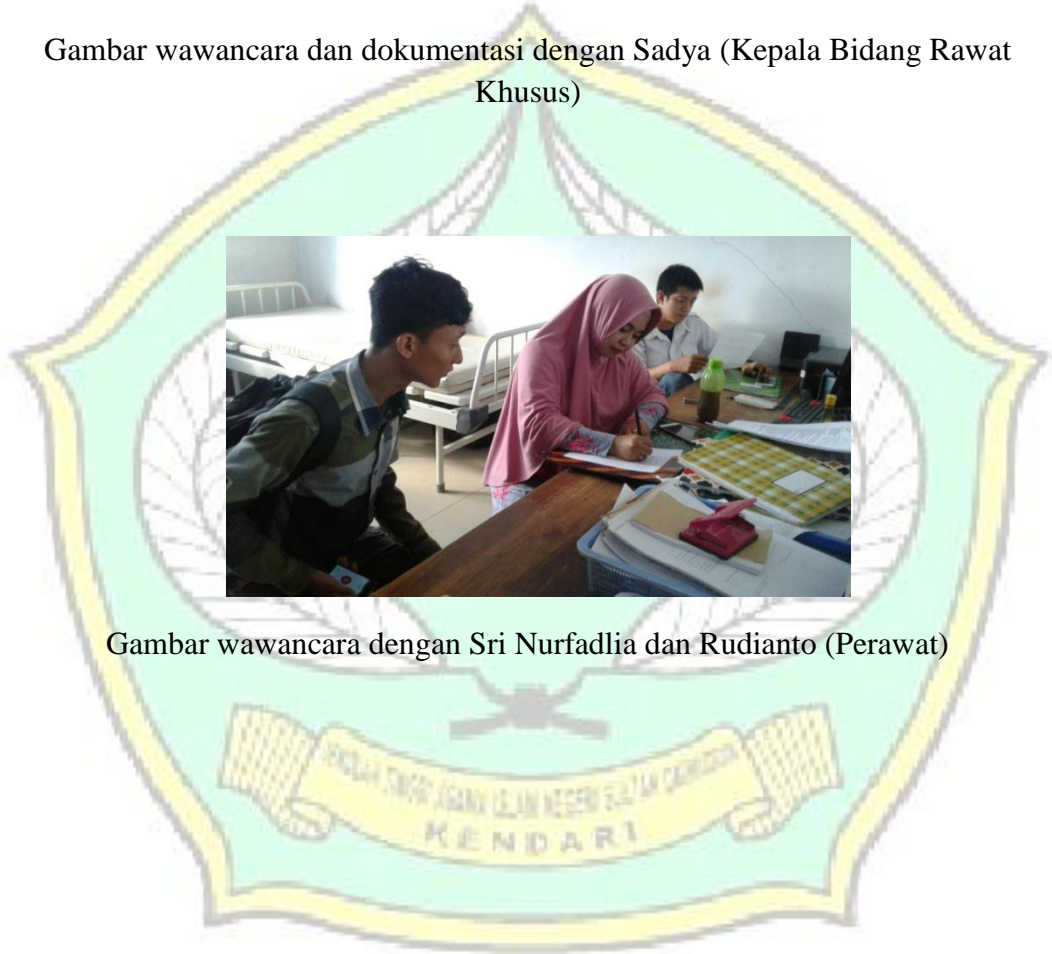 Gambar wawancara dan dokumentasi dengan Sadya (Kepala Bidang Rawat
Khusus)
Gambar wawancara dengan Sri Nurfadlia dan Rudianto (Perawat)
KENDARI